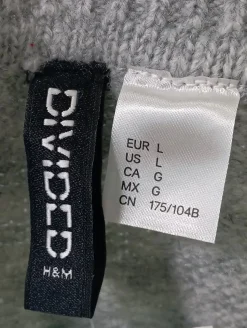 DIVIDED
H&M
EUR L
US L
CA G
MX G
CN 175/104B